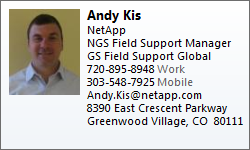 Andy Kis
NetApp
NGS Field Support Manager
GS Field Support Global
720-895-8948 Work
303-548-7925 Mobile
Andy.Kis@netapp.com
8390 East Crescent Parkway
Greenwood Village, CO  80111